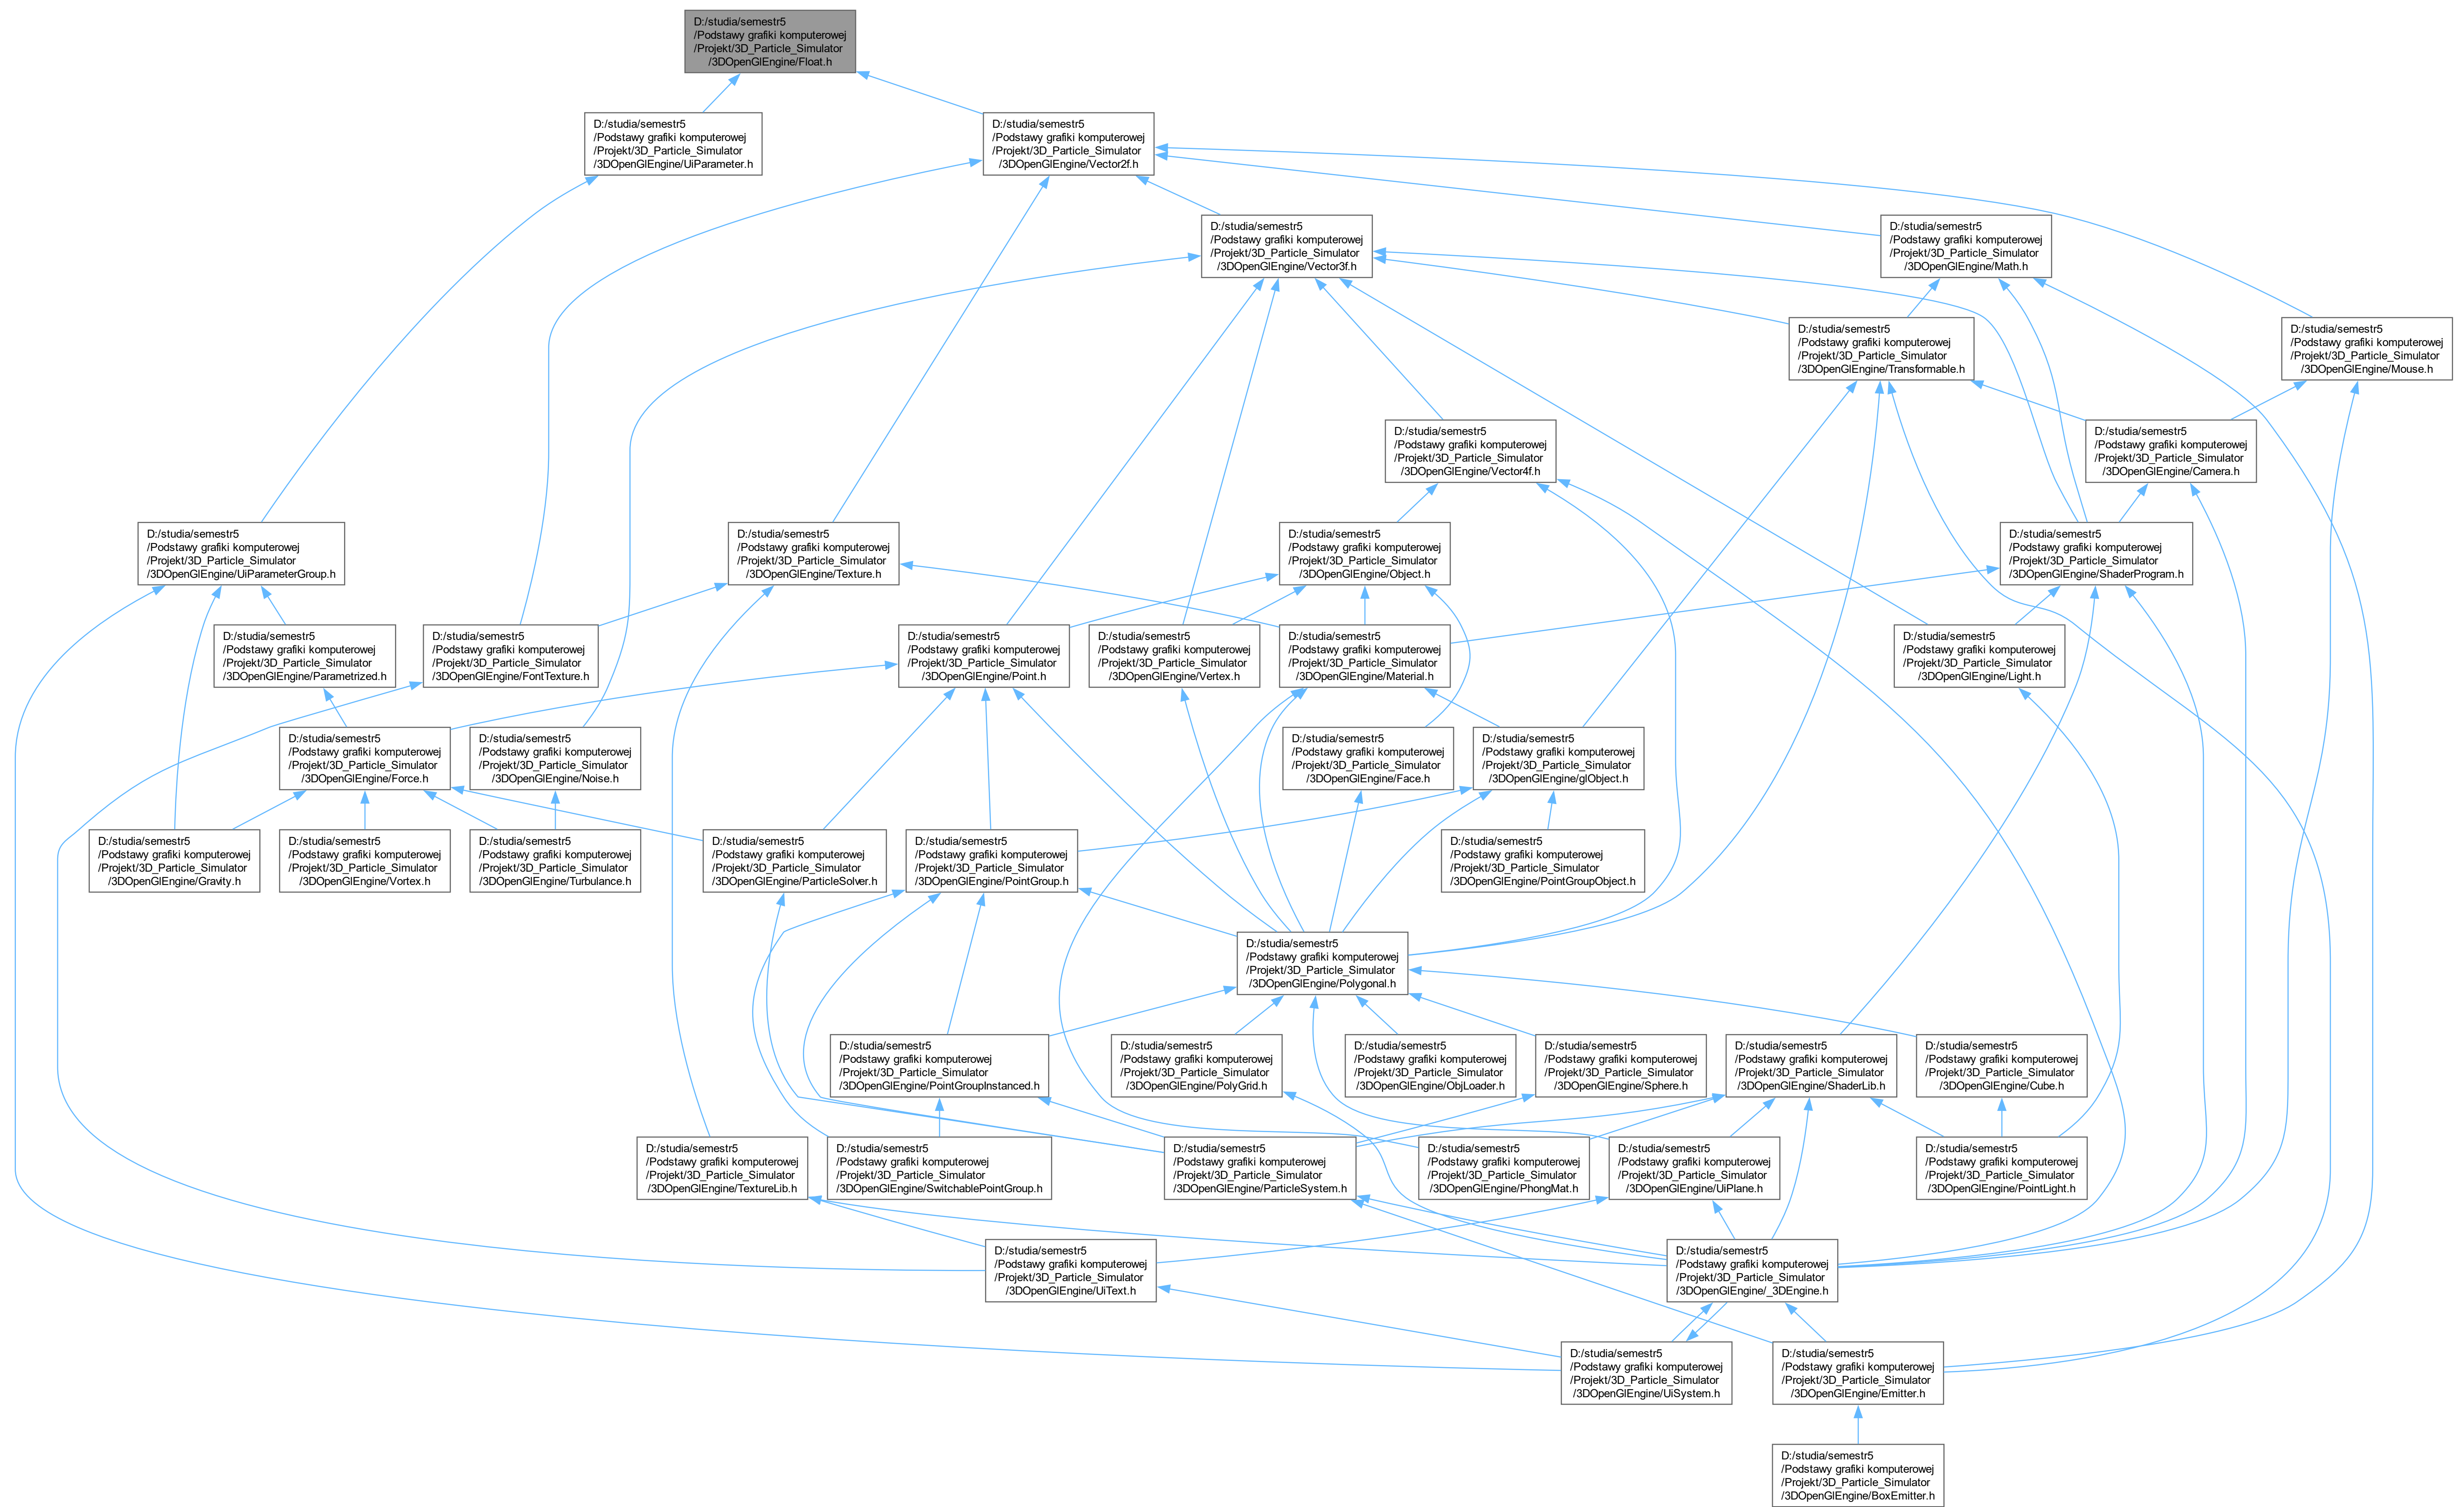 D:/studia/semestr5
/Podstawy grafiki komputerowej
/Projekt/3D_Particle_Simulator
/3DOpenGlEngine/Float.h
D:/studia/semestr5
/Podstawy grafiki komputerowej
/Projekt/3D_Particle_Simulator
/3DOpenGlEngine/UiParameter.h
D:/studia/semestr5
/Podstawy grafiki komputerowej
/Projekt/3D_Particle_Simulator
/3DOpenGlEngine/Vector2f.h
D:/studia/semestr5
/Podstawy grafiki komputerowej
/Projekt/3D_Particle_Simulator
/3DOpenGlEngine/Vector3f.h
D:/studia/semestr5
/Podstawy grafiki komputerowej
/Projekt/3D_Particle_Simulator
/3DOpenGlEngine/Math.h
D:/studia/semestr5
/Podstawy grafiki komputerowej
/Projekt/3D_Particle_Simulator
/3DOpenGlEngine/Transformable.h
D:/studia/semestr5
/Podstawy grafiki komputerowej
/Projekt/3D_Particle_Simulator
/3DOpenGlEngine/Mouse.h
D:/studia/semestr5
/Podstawy grafiki komputerowej
/Projekt/3D_Particle_Simulator
/3DOpenGlEngine/Vector4f.h
D:/studia/semestr5
/Podstawy grafiki komputerowej
/Projekt/3D_Particle_Simulator
/3DOpenGlEngine/Camera.h
D:/studia/semestr5
/Podstawy grafiki komputerowej
/Projekt/3D_Particle_Simulator
/3DOpenGlEngine/UiParameterGroup.h
D:/studia/semestr5
/Podstawy grafiki komputerowej
/Projekt/3D_Particle_Simulator
/3DOpenGlEngine/Texture.h
D:/studia/semestr5
/Podstawy grafiki komputerowej
/Projekt/3D_Particle_Simulator
/3DOpenGlEngine/Object.h
D:/studia/semestr5
/Podstawy grafiki komputerowej
/Projekt/3D_Particle_Simulator
/3DOpenGlEngine/ShaderProgram.h
D:/studia/semestr5
/Podstawy grafiki komputerowej
/Projekt/3D_Particle_Simulator
/3DOpenGlEngine/Parametrized.h
D:/studia/semestr5
/Podstawy grafiki komputerowej
/Projekt/3D_Particle_Simulator
/3DOpenGlEngine/FontTexture.h
D:/studia/semestr5
/Podstawy grafiki komputerowej
/Projekt/3D_Particle_Simulator
/3DOpenGlEngine/Point.h
D:/studia/semestr5
/Podstawy grafiki komputerowej
/Projekt/3D_Particle_Simulator
/3DOpenGlEngine/Vertex.h
D:/studia/semestr5
/Podstawy grafiki komputerowej
/Projekt/3D_Particle_Simulator
/3DOpenGlEngine/Material.h
D:/studia/semestr5
/Podstawy grafiki komputerowej
/Projekt/3D_Particle_Simulator
/3DOpenGlEngine/Light.h
D:/studia/semestr5
/Podstawy grafiki komputerowej
/Projekt/3D_Particle_Simulator
/3DOpenGlEngine/Force.h
D:/studia/semestr5
/Podstawy grafiki komputerowej
/Projekt/3D_Particle_Simulator
/3DOpenGlEngine/Noise.h
D:/studia/semestr5
/Podstawy grafiki komputerowej
/Projekt/3D_Particle_Simulator
/3DOpenGlEngine/Face.h
D:/studia/semestr5
/Podstawy grafiki komputerowej
/Projekt/3D_Particle_Simulator
/3DOpenGlEngine/glObject.h
D:/studia/semestr5
/Podstawy grafiki komputerowej
/Projekt/3D_Particle_Simulator
/3DOpenGlEngine/Gravity.h
D:/studia/semestr5
/Podstawy grafiki komputerowej
/Projekt/3D_Particle_Simulator
/3DOpenGlEngine/Vortex.h
D:/studia/semestr5
/Podstawy grafiki komputerowej
/Projekt/3D_Particle_Simulator
/3DOpenGlEngine/Turbulance.h
D:/studia/semestr5
/Podstawy grafiki komputerowej
/Projekt/3D_Particle_Simulator
/3DOpenGlEngine/ParticleSolver.h
D:/studia/semestr5
/Podstawy grafiki komputerowej
/Projekt/3D_Particle_Simulator
/3DOpenGlEngine/PointGroup.h
D:/studia/semestr5
/Podstawy grafiki komputerowej
/Projekt/3D_Particle_Simulator
/3DOpenGlEngine/PointGroupObject.h
D:/studia/semestr5
/Podstawy grafiki komputerowej
/Projekt/3D_Particle_Simulator
/3DOpenGlEngine/Polygonal.h
D:/studia/semestr5
/Podstawy grafiki komputerowej
/Projekt/3D_Particle_Simulator
/3DOpenGlEngine/PointGroupInstanced.h
D:/studia/semestr5
/Podstawy grafiki komputerowej
/Projekt/3D_Particle_Simulator
/3DOpenGlEngine/PolyGrid.h
D:/studia/semestr5
/Podstawy grafiki komputerowej
/Projekt/3D_Particle_Simulator
/3DOpenGlEngine/ObjLoader.h
D:/studia/semestr5
/Podstawy grafiki komputerowej
/Projekt/3D_Particle_Simulator
/3DOpenGlEngine/Sphere.h
D:/studia/semestr5
/Podstawy grafiki komputerowej
/Projekt/3D_Particle_Simulator
/3DOpenGlEngine/ShaderLib.h
D:/studia/semestr5
/Podstawy grafiki komputerowej
/Projekt/3D_Particle_Simulator
/3DOpenGlEngine/Cube.h
D:/studia/semestr5
/Podstawy grafiki komputerowej
/Projekt/3D_Particle_Simulator
/3DOpenGlEngine/TextureLib.h
D:/studia/semestr5
/Podstawy grafiki komputerowej
/Projekt/3D_Particle_Simulator
/3DOpenGlEngine/SwitchablePointGroup.h
D:/studia/semestr5
/Podstawy grafiki komputerowej
/Projekt/3D_Particle_Simulator
/3DOpenGlEngine/ParticleSystem.h
D:/studia/semestr5
/Podstawy grafiki komputerowej
/Projekt/3D_Particle_Simulator
/3DOpenGlEngine/PhongMat.h
D:/studia/semestr5
/Podstawy grafiki komputerowej
/Projekt/3D_Particle_Simulator
/3DOpenGlEngine/UiPlane.h
D:/studia/semestr5
/Podstawy grafiki komputerowej
/Projekt/3D_Particle_Simulator
/3DOpenGlEngine/PointLight.h
D:/studia/semestr5
/Podstawy grafiki komputerowej
/Projekt/3D_Particle_Simulator
/3DOpenGlEngine/UiText.h
D:/studia/semestr5
/Podstawy grafiki komputerowej
/Projekt/3D_Particle_Simulator
/3DOpenGlEngine/_3DEngine.h
D:/studia/semestr5
/Podstawy grafiki komputerowej
/Projekt/3D_Particle_Simulator
/3DOpenGlEngine/UiSystem.h
D:/studia/semestr5
/Podstawy grafiki komputerowej
/Projekt/3D_Particle_Simulator
/3DOpenGlEngine/Emitter.h
D:/studia/semestr5
/Podstawy grafiki komputerowej
/Projekt/3D_Particle_Simulator
/3DOpenGlEngine/BoxEmitter.h